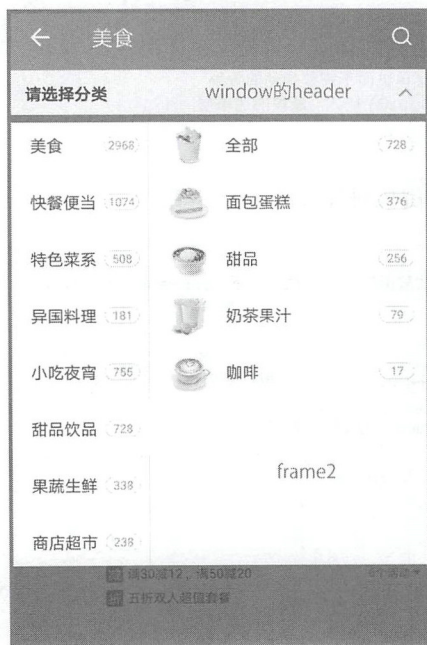 美食
请选择分类 window的header
美食 2968 全部 728
快餐便当 1074 面包蛋糕 376
特色菜系 508 甜品 256
异国料理 181 奶茶果汁 79
小吃夜宵 755 咖啡 17
甜品饮品 728
果蔬生鲜 338
frame2
商店超市 238
满30减12，满50减20
折 五折双人超值套餐